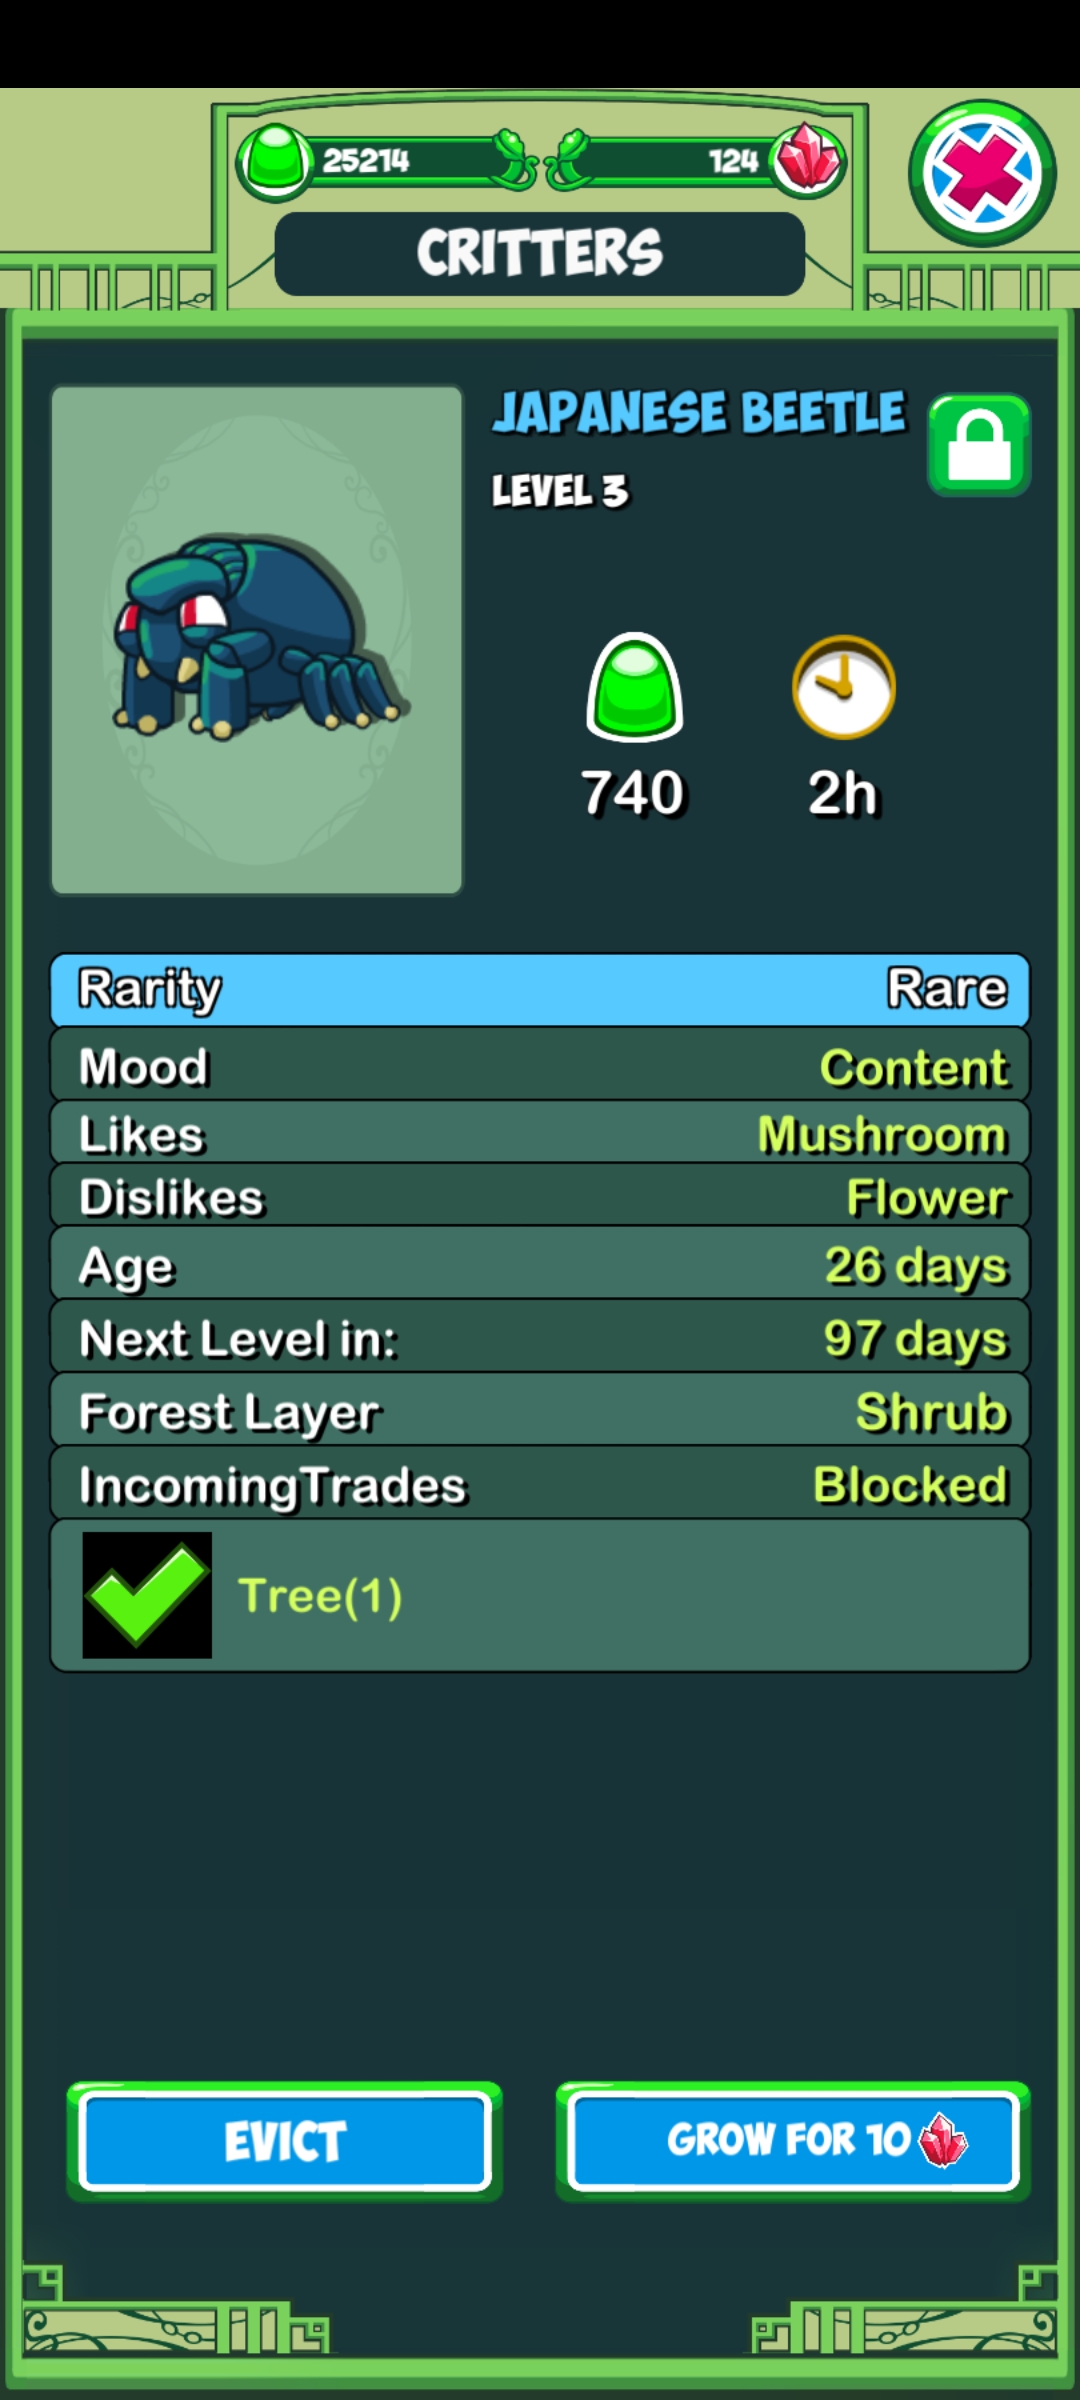 25214
124
CRITTERS
JAPANESE BEETLE
LEVEL 3
740
2h
Rarity Rare
Mood Content
Likes Mushroom
Dislikes Flower
Age 26 days
Next Level in: 97 days
Forest Layer Shrub
IncomingTrades Blocked
Tree(1)
EVICT
GROW FOR 10